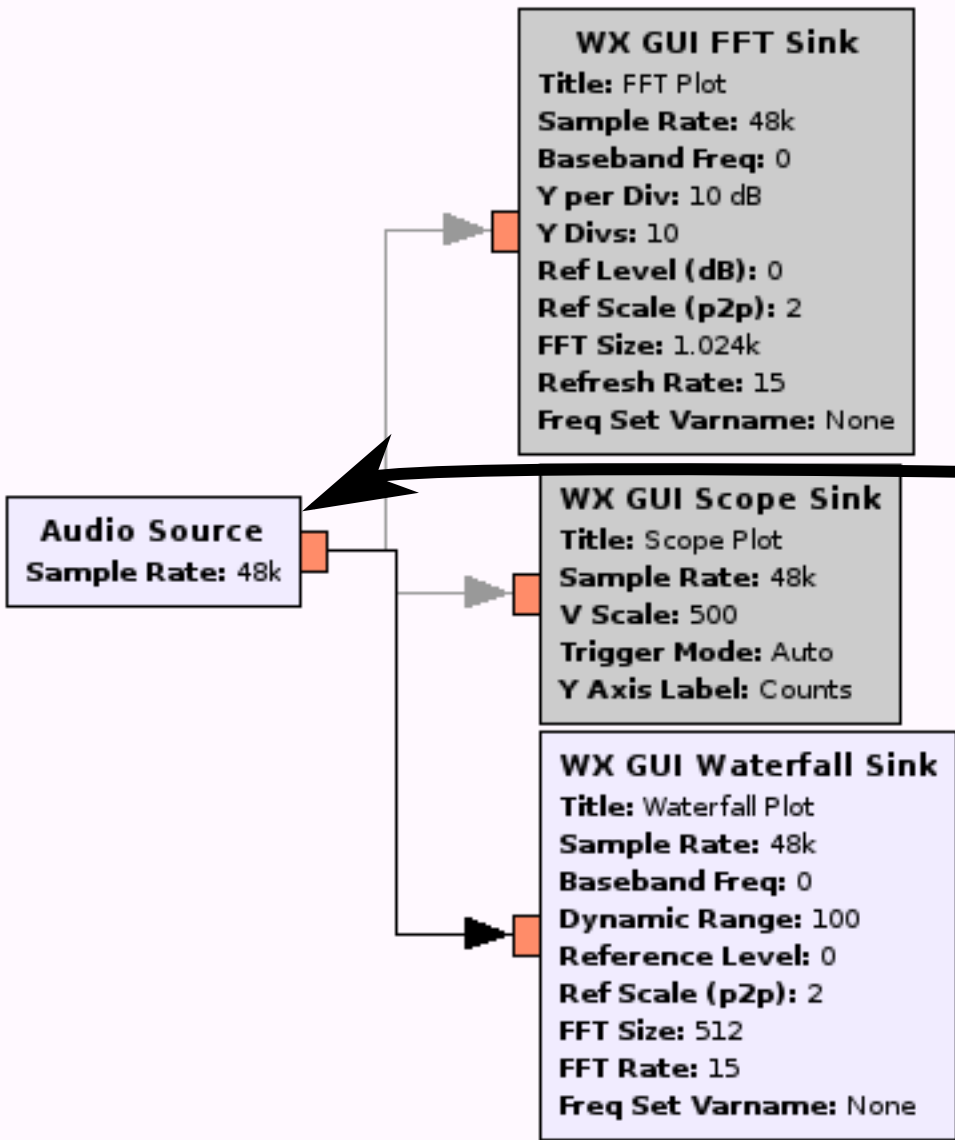 WX GUI FFT Sink
Title: FFT Plot
Sample Rate: 48k
Baseband Freq: 0
Y per Div: 10 dB
Y Divs: 10
Ref Level (dB): 0
Ref Scale (p2p): 2
FFT Size: 1.024k
Refresh Rate: 15
Freq Set Varname: None
Audio Source
Sample Rate: 48k
WX GUI Scope Sink
Title: Scope Plot
Sample Rate: 48k
V Scale: 500
Trigger Mode: Auto
Y Axis Label: Counts
WX GUI Waterfall Sink
Title: Waterfall Plot
Sample Rate: 48k
Baseband Freq: 0
Dynamic Range: 100
Reference Level: 0
Ref Scale (p2p): 2
FFT Size: 512
FFT Rate: 15
Freq Set Varname: None